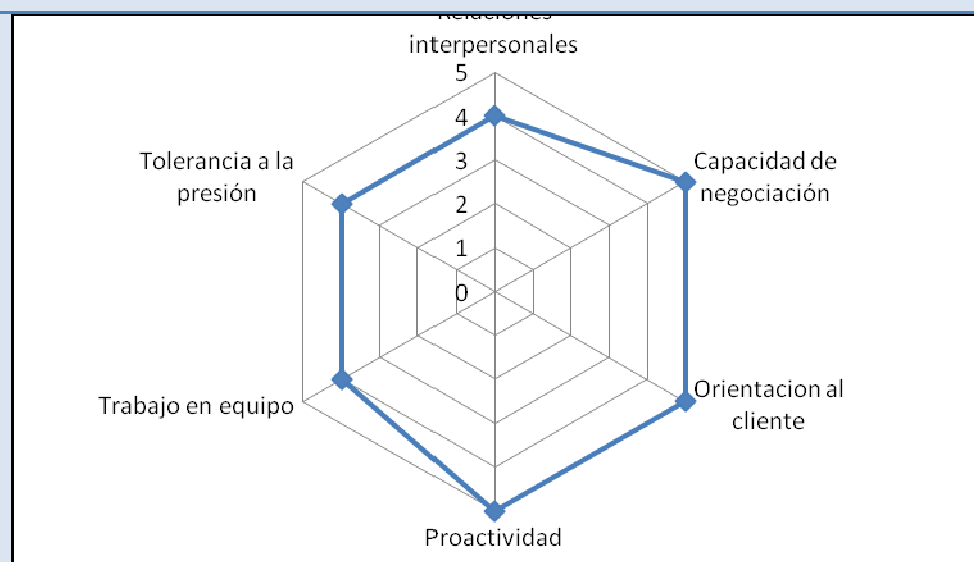 Relaciones
interpersonales
5
4
3
2
1
0
Capacidad de
negociación
Orientacion al
cliente
Proactividad
Trabajo en equipo
Tolerancia a la
presión